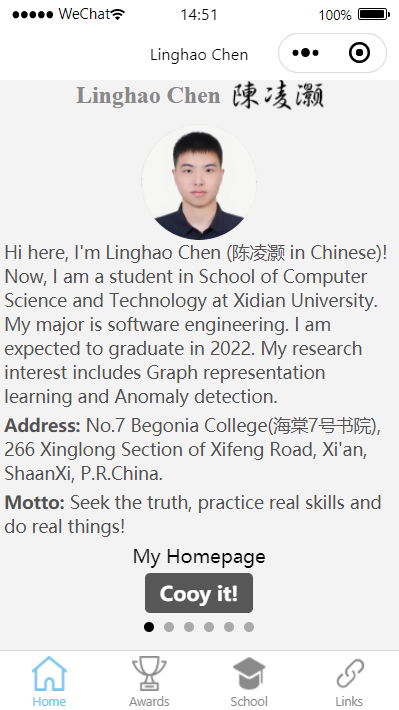 WeChat
14:51
100%
Linghao Chen
Linghao Chen 陳凌灏
Hi here, I'm Linghao Chen (陈凌灏 in Chinese)!
Now, I am a student in School of Computer
Science and Technology at Xidian University.
My major is software engineering. I am
expected to graduate in 2022. My research
interest includes Graph representation
learning and Anomaly detection.
Address: No.7 Begonia College(海棠7号书院),
266 Xinglong Section of Xifeng Road, Xi'an,
ShaanXi, P.R.China.
Motto: Seek the truth, practice real skills and
do real things!
My Homepage
Cooy it!
Home
Awards
School
Links